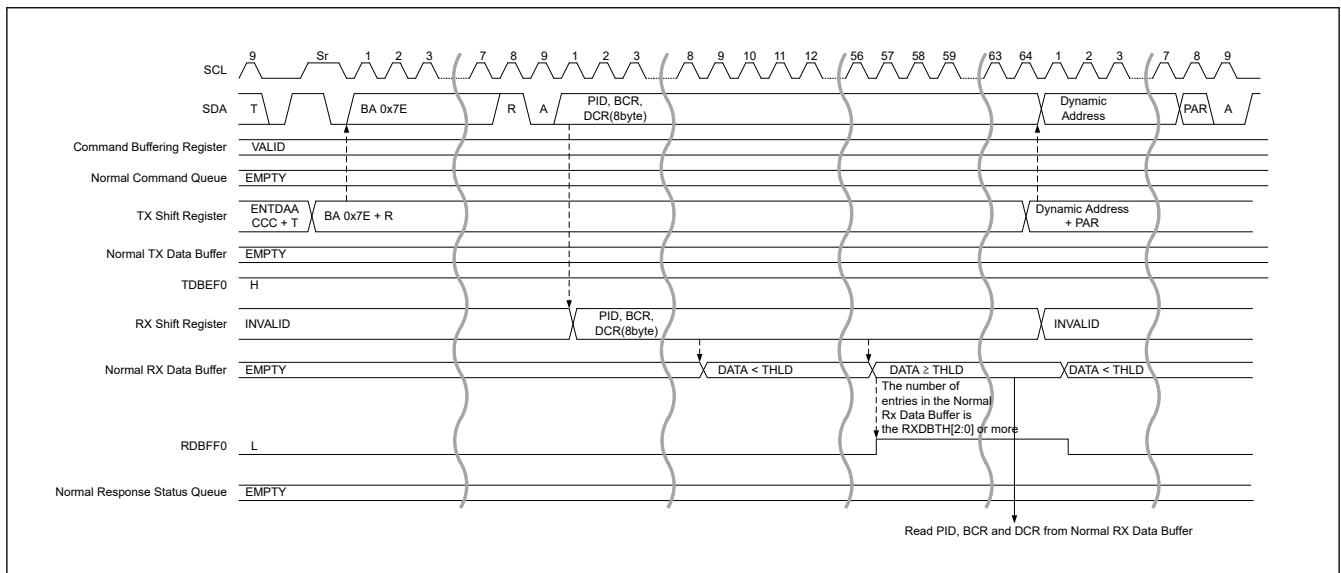 9 Sr 1 2 3 7 8 9 1 2 3 8 9 10 11 12 56 57 58 59 63 64 1 2 3 7 8 9
SCL
SDA T BA 0x7E R A PID, BCR, DCR(8byte) Dynamic Address PAR A
Command Buffering Register VALID
Normal Command Queue EMPTY
TX Shift Register ENTDAA CCC + T BA 0x7E + R Dynamic Address + PAR
Normal TX Data Buffer EMPTY
TDBEF0 H
RX Shift Register INVALID PID, BCR, DCR(8byte) INVALID
Normal RX Data Buffer EMPTY DATA < THLD DATA ≥ THLD DATA < THLD
The number of
entries in the Normal
Rx Data Buffer is
the RXDBTH[2:0] or more
RDBFF0 L
Normal Response Status Queue EMPTY
Read PID, BCR and DCR from Normal RX Data Buffer